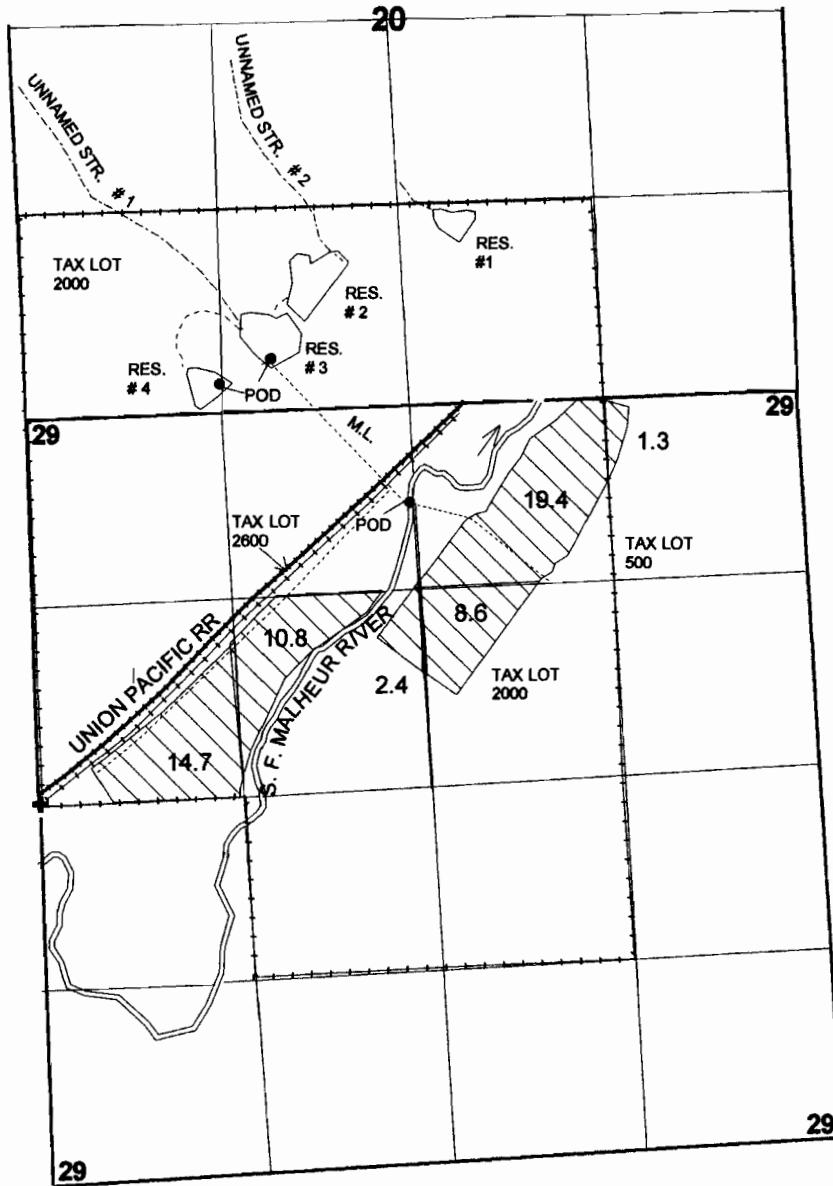 20
UNNAMED STR. # 1
UNNAMED STR. # 2
TAX LOT
2000
RES.
#1
RES.
# 2
RES.
# 3
RES.
# 4
POD
29
29
M.L.
1.3
19.4
TAX LOT
2600
POD
TAX LOT
500
UNION PACIFIC RR
10.8
8.6
S. F. MALHEUR RIVER
2.4
TAX LOT
2000
14.7
29
29